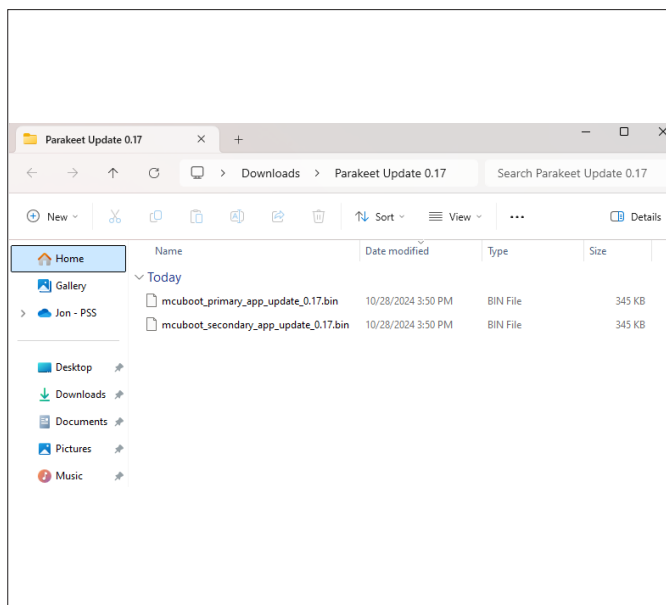 Parakeet Update 0.17
Downloads > Parakeet Update 0.17 Search Parakeet Update 0.17
New Sort View ... Details
Name Date modified Type Size
Home
Gallery
Jon - PSS
Desktop
Downloads
Documents
Pictures
Music
Today
mcuboot_primary_app_update_0.17.bin 10/28/2024 3:50 PM BIN File 345 KB
mcuboot_secondary_app_update_0.17.bin 10/28/2024 3:50 PM BIN File 345 KB